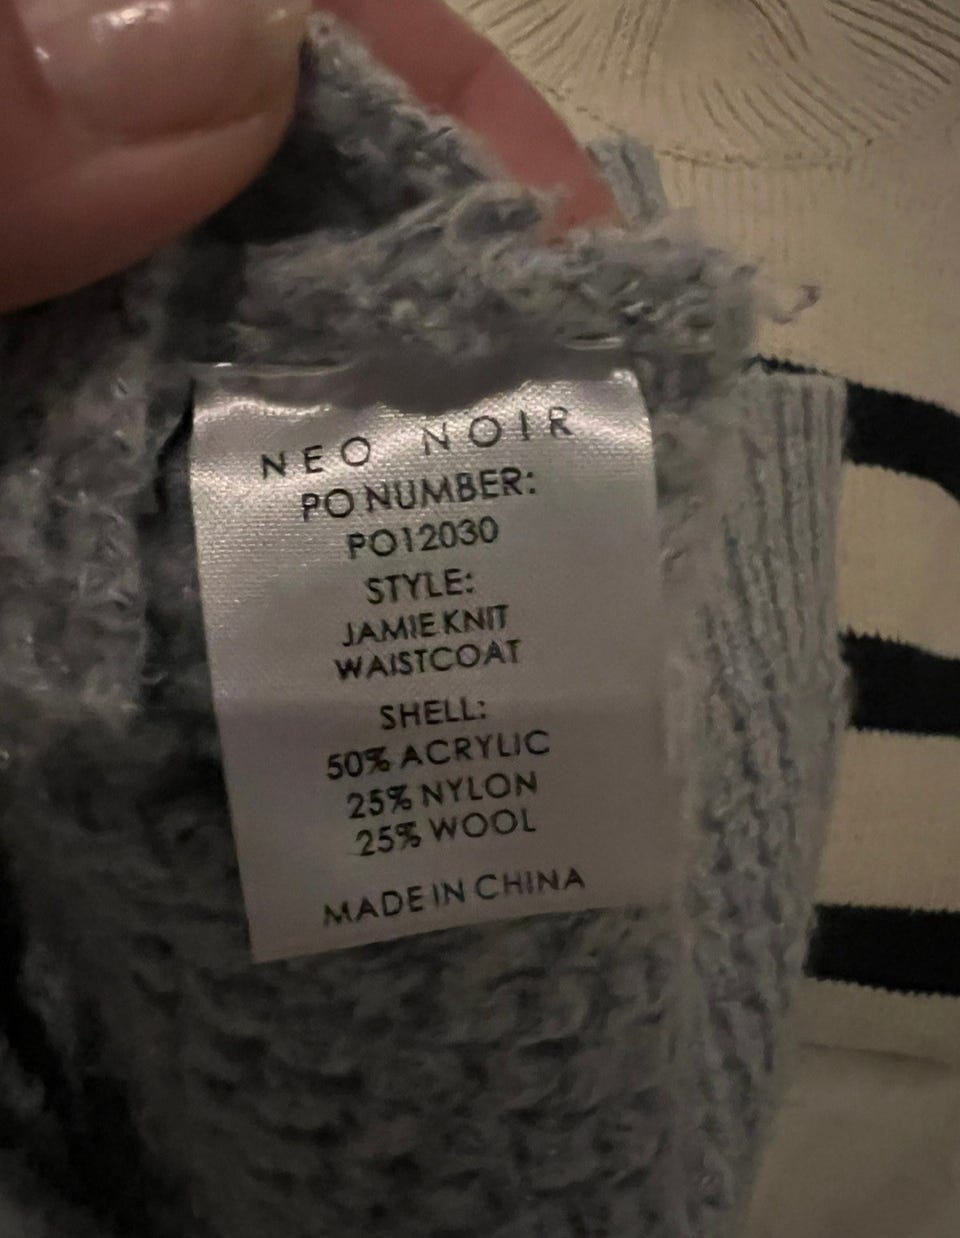 NEO NOIR
PO NUMBER:
PO12030
STYLE:
JAMIE KNIT
WAISTCOAT
SHELL:
50% ACRYLIC
25% NYLON
25% WOOL
MADE IN CHINA